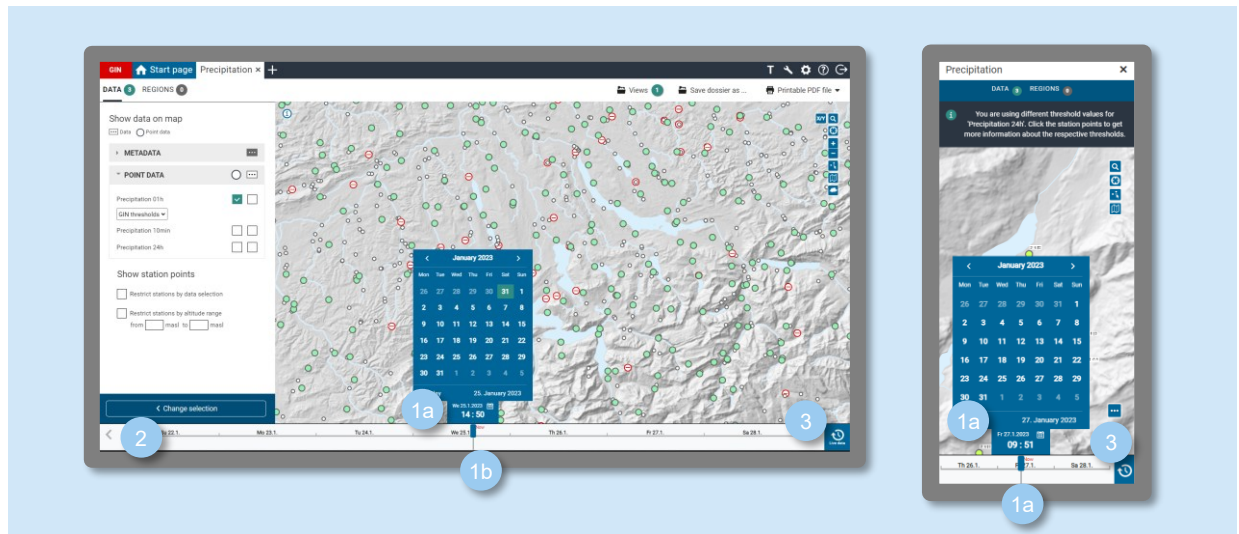 GIN Start page Precipitation × +
T
DATA 3 REGIONS 0
Views 1 Save dossier as ... Printable PDF file
Show data on map
Data Point data
METADATA
POINT DATA
Precipitation 01h
GIN thresholds
Precipitation 10min
Precipitation 24h
Show station points
Restrict stations by data selection
Restrict stations by altitude range
from masl to masl
Change selection
X/Y
January 2023
Mon Tue Wed Thu Fri Sat Sun
26 27 28 29 30 31 1
2 3 4 5 6 7 8
9 10 11 12 13 14 15
16 17 18 19 20 21 22
23 24 25 26 27 28 29
30 31 1 2 3 4 5
25. January 2023
We 25.1.2023
14 : 50
1a
2
3
22.1. Mo 23.1. Tu 24.1. We 25.1. Th 26.1. Fr 27.1. Sa 28.1.
Now
1b
Precipitation ×
DATA REGIONS
You are using different threshold values for
'Precipitation 24h'. Click the station points to get
more information about the respective thresholds.
January 2023
Mon Tue Wed Thu Fri Sat Sun
26 27 28 29 30 31 1
2 3 4 5 6 7 8
9 10 11 12 13 14 15
16 17 18 19 20 21 22
23 24 25 26 27 28 29
30 31 1 2 3 4 5
27. January 2023
Fr 27.1.2023
09 : 51
1a
3
Th 26.1. 7.1. Sa 28.1.
Now
1a